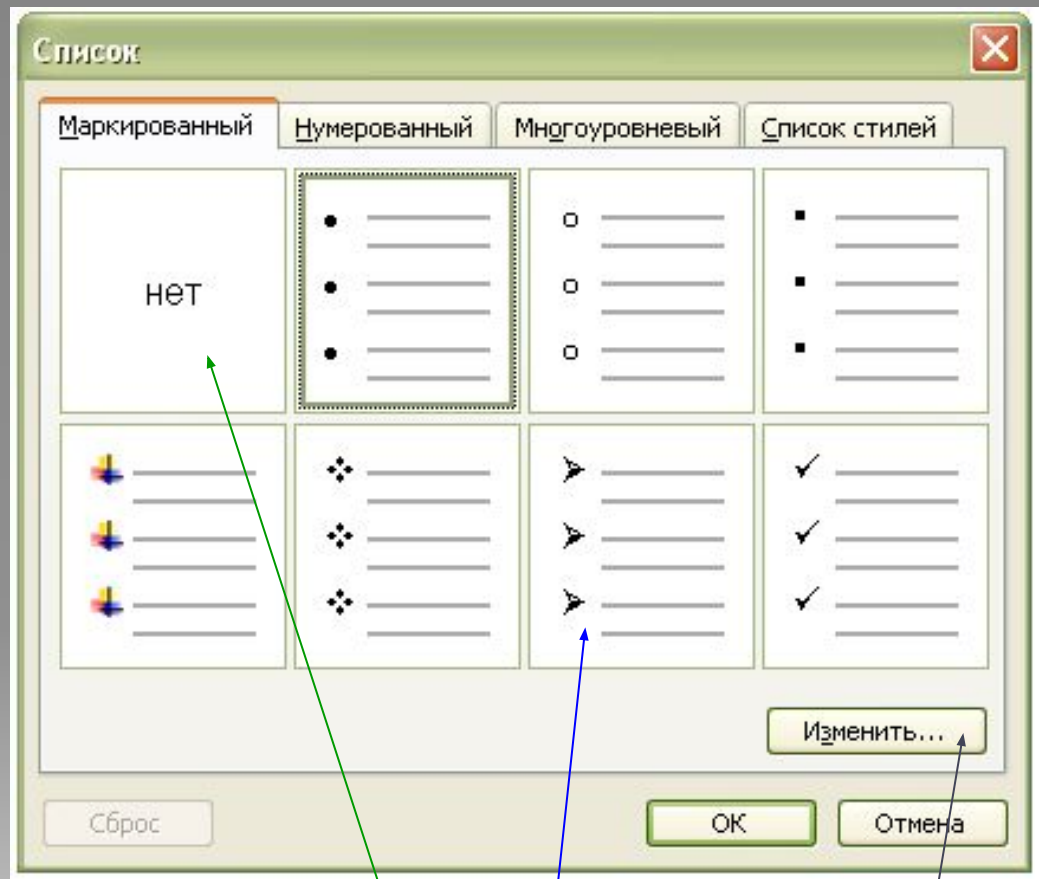 Список
Маркированный Нумерованный Многоуровневый Список стилей
нет
Изменить...
Сброс ОК Отмена